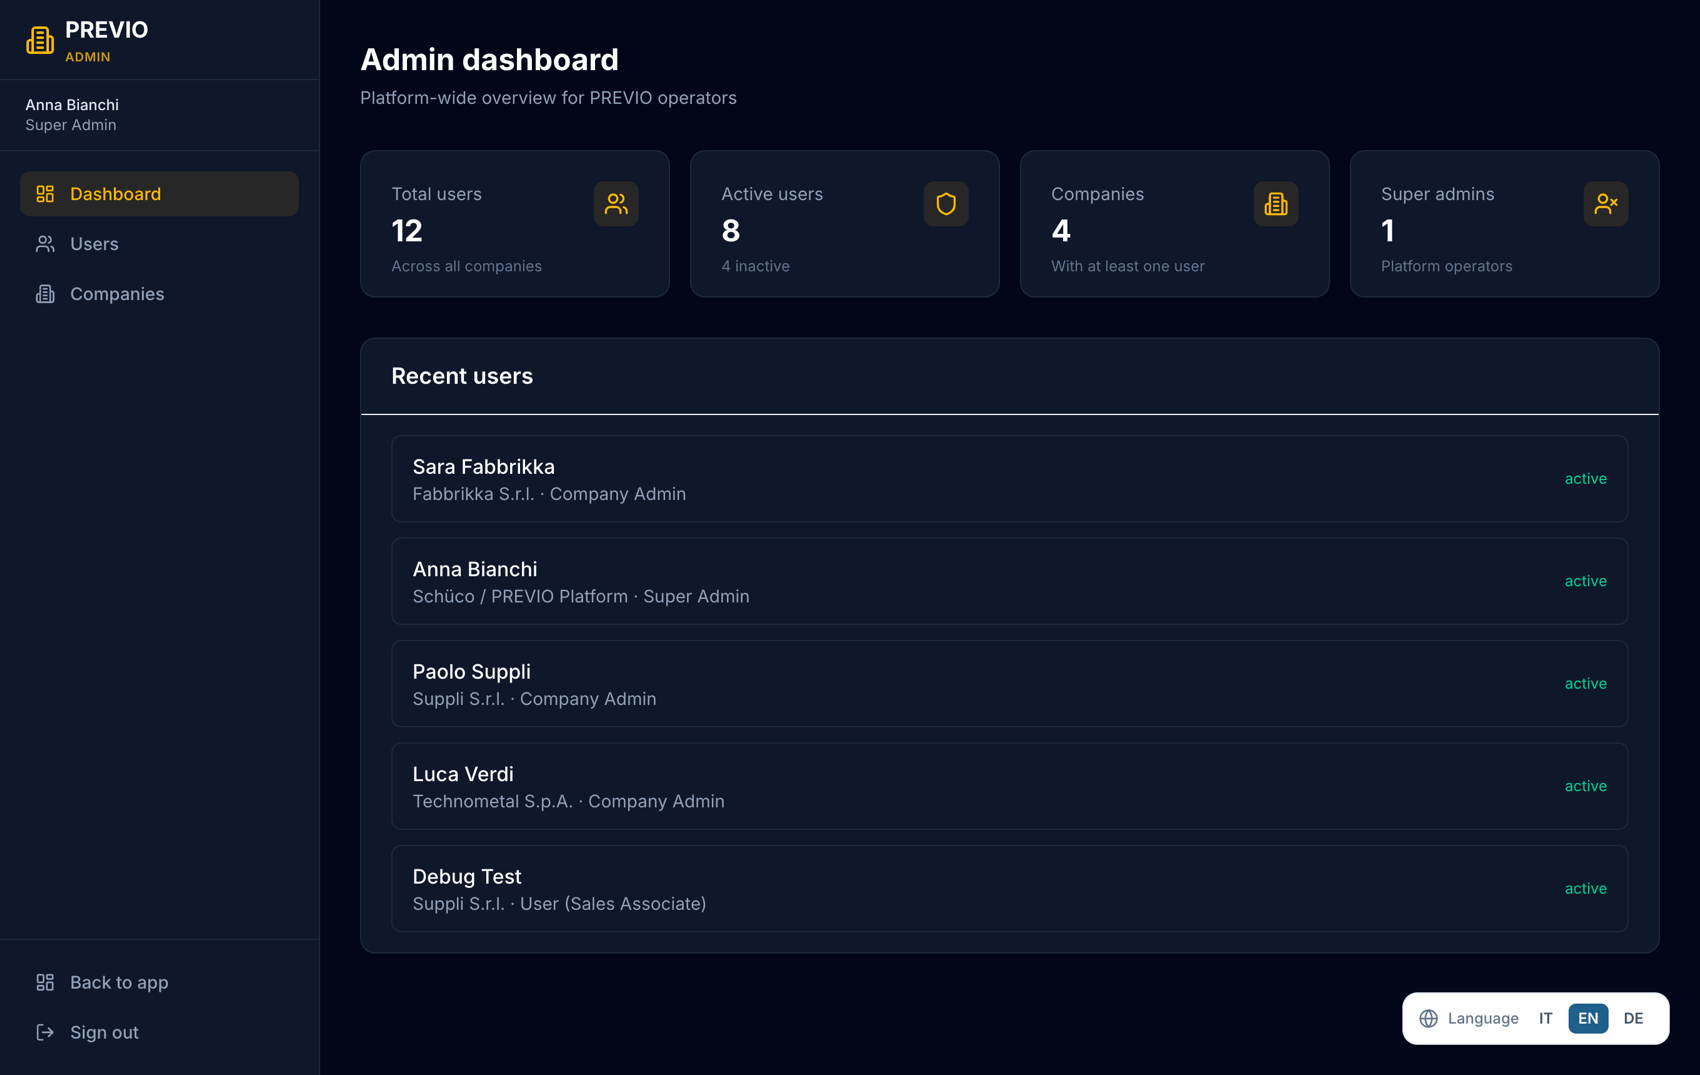 PREVIO
ADMIN
Anna Bianchi
Super Admin
Dashboard
Users
Companies
Back to app
Sign out
Admin dashboard
Platform-wide overview for PREVIO operators
Total users
12
Across all companies
Active users
8
4 inactive
Companies
4
With at least one user
Super admins
1
Platform operators
Recent users
Sara Fabbrikka
Fabbrikka S.r.l. · Company Admin
active
Anna Bianchi
Schüco / PREVIO Platform · Super Admin
active
Paolo Suppli
Suppli S.r.l. · Company Admin
active
Luca Verdi
Technometal S.p.A. · Company Admin
active
Debug Test
Suppli S.r.l. · User (Sales Associate)
active
Language IT EN DE